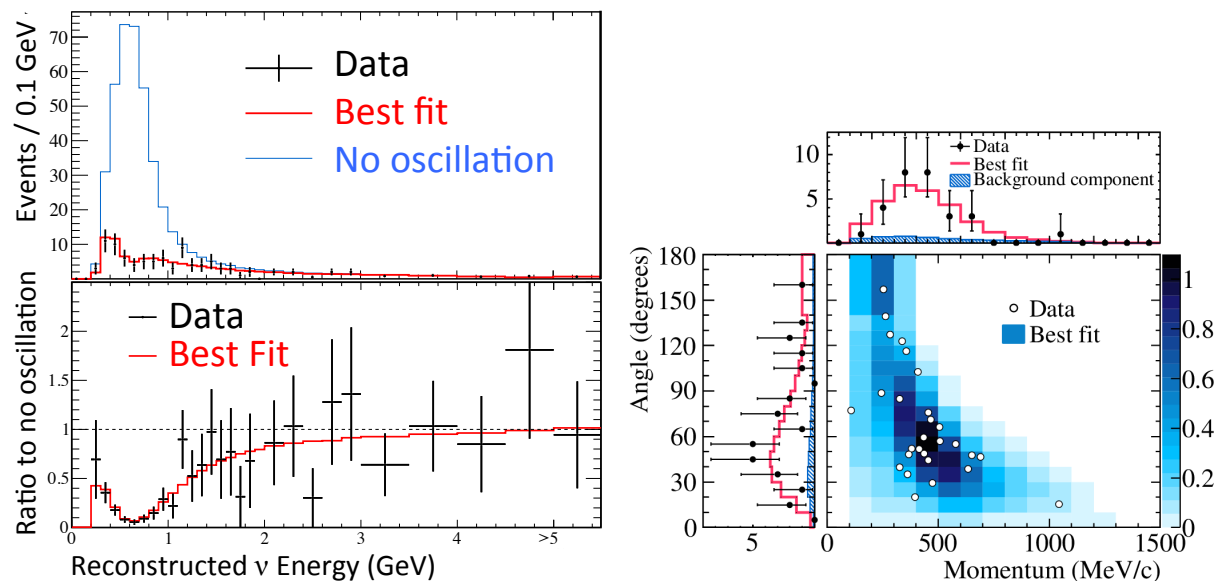 Events / 0.1 GeV
70
60
50
40
30
20
10
Data
Best fit
No oscillation
Ratio to no oscillation
2
1.5
1
0.5
0
Data
Best Fit
0 1 2 3 4 >5
Reconstructed ν Energy (GeV)
10
5
Data
Best fit
Background component
Angle (degrees)
180
150
120
90
60
30
0
5
Data
Best fit
1
0.8
0.6
0.4
0.2
0
0 500 1000 1500
Momentum (MeV/c)